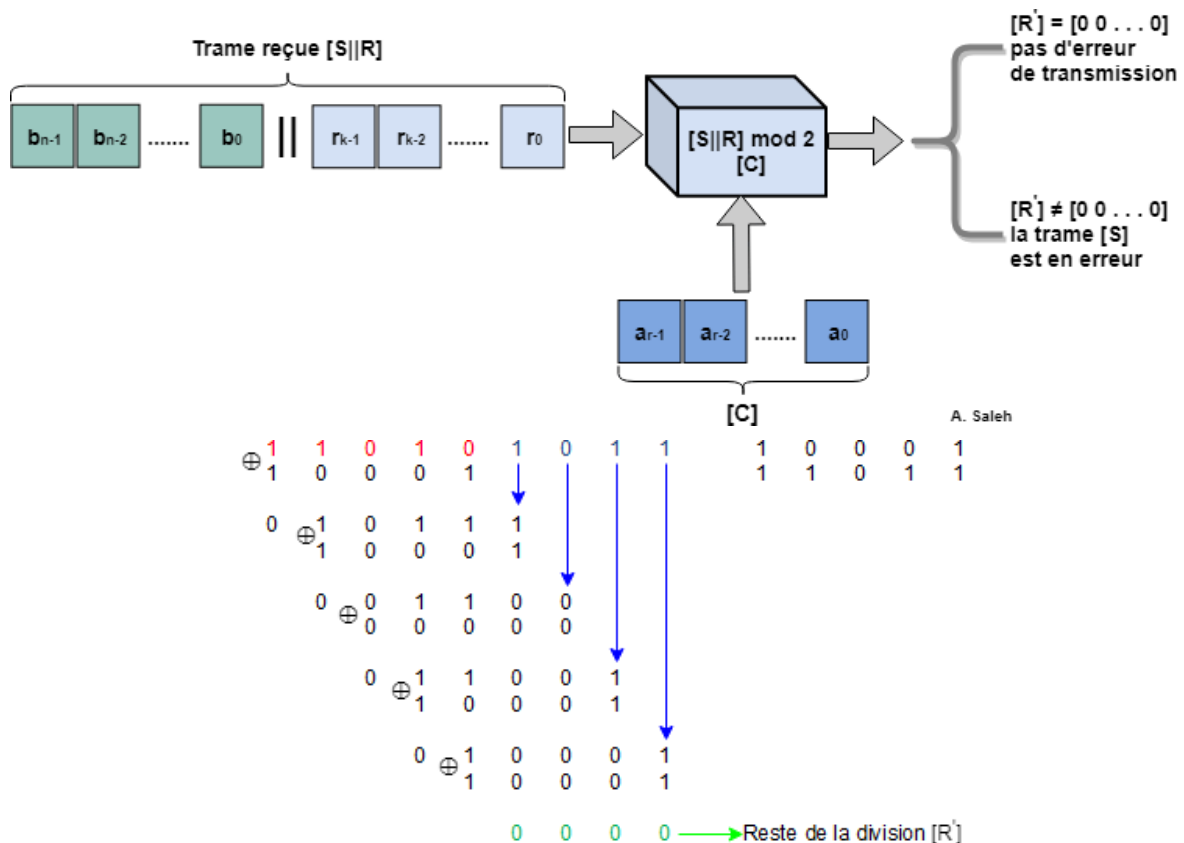 Trame reçue [S||R]
bn-1 bn-2 ....... b0 || rk-1 rk-2 ....... r0
[S||R] mod 2
[C]
[R'] = [0 0 . . . 0]
pas d'erreur
de transmission
[R'] ≠ [0 0 . . . 0]
la trame [S]
est en erreur
ar-1 ar-2 ....... a0
[C]
A. Saleh
⊕ 1 1 0 1 0 1 0 1 1 1 0 0 0 1
1 0 0 0 1 1 1 0 1 1
0 ⊕ 1 0 1 1 1
1 0 0 0 1
0 ⊕ 0 1 1 0 0
0 0 0 0 0
0 ⊕ 1 1 0 0 1
1 0 0 0 1
0 ⊕ 1 0 0 0 1
1 0 0 0 1
0 0 0 0 Reste de la division [R']